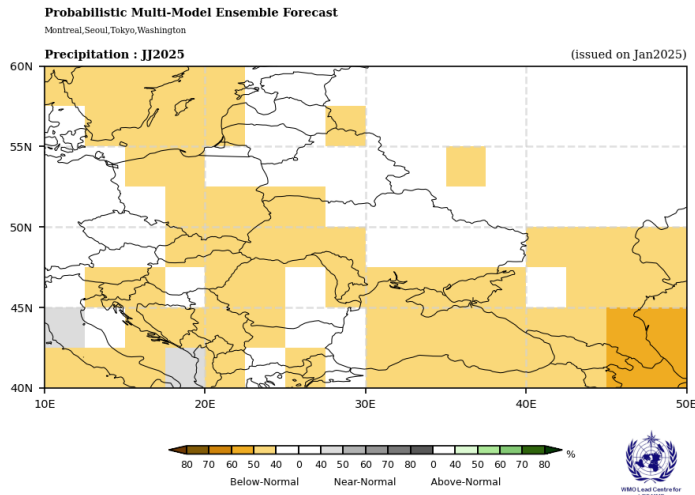 Probabilistic Multi-Model Ensemble Forecast
Montreal,Seoul,Tokyo,Washington
Precipitation : JJ2025 (issued on Jan2025)
60N
55N
50N
45N
40N
10E 20E 30E 40E 50E
80 70 60 50 40 0 40 50 60 70 80 0 40 50 60 70 80 %
Below-Normal Near-Normal Above-Normal
WMO Lead Centre for